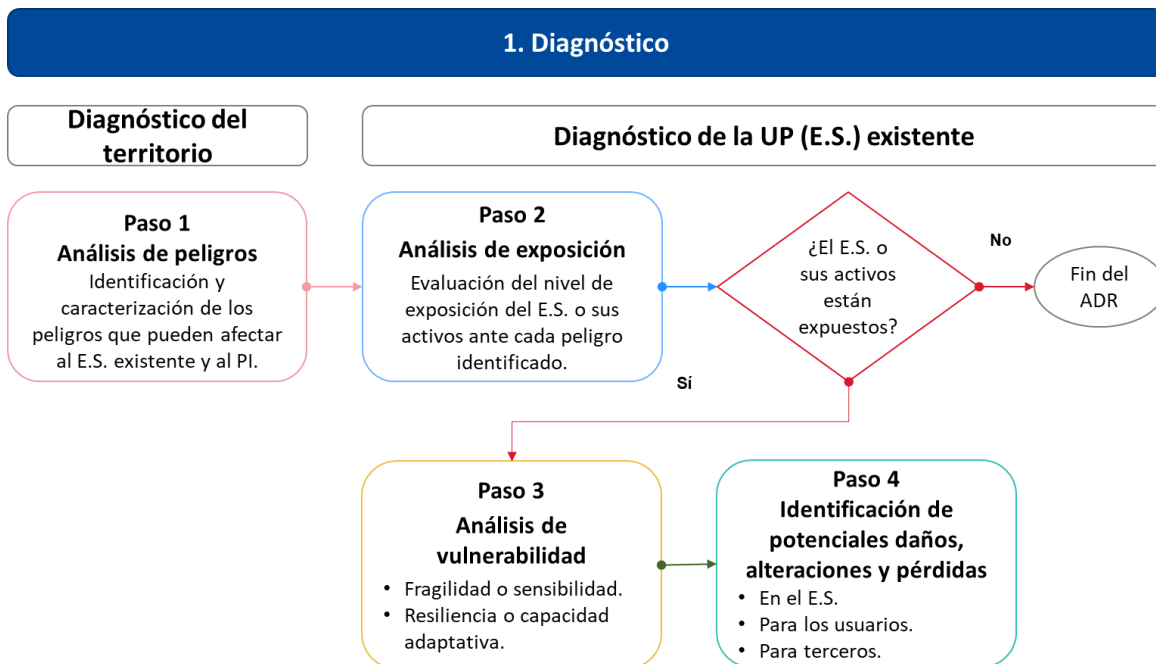 1. Diagnóstico
Diagnóstico del
territorio
Diagnóstico de la UP (E.S.) existente
Paso 1
Análisis de peligros
Identificación y
caracterización de los
peligros que pueden afectar
al E.S. existente y al PI.
Paso 2
Análisis de exposición
Evaluación del nivel de
exposición del E.S. o sus
activos ante cada peligro
identificado.
¿El E.S. o
sus activos
están
expuestos?
No
Fin del
ADR
Sí
Paso 3
Análisis de
vulnerabilidad
• Fragilidad o sensibilidad.
• Resiliencia o capacidad
adaptativa.
Paso 4
Identificación de
potenciales daños,
alteraciones y pérdidas
• En el E.S.
• Para los usuarios.
• Para terceros.